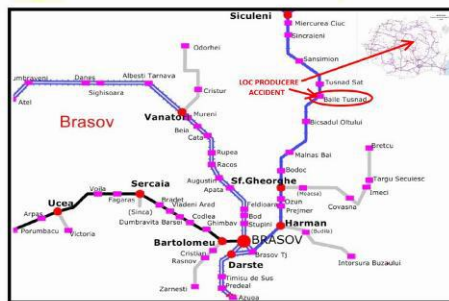 Siculeni
Miercurea Ciuc
Sincraieni
Odorhei
Sansimion
LOC PRODUCERE
ACCIDENT
Danes
Albesti Tarnava
Cristur
Tusnad Sat
Baile Tusnad
Atel
Sighisoara
Mureni
Vanatori
Bicsadul Oltului
Brasov
Beia
Cata
Rupea
Malnas Bai
Bretcu
Racos
Bodoc
Augustin
Sf.Gheorghe
Targu Secuiesc
Sercaia
Apata
Imeci
Voila
Covasna
Ucea
Fagaras
Bradet
Feldioara
Ozun
Arpas
Vladeni Ared
Bod
Prejmer
[Sinca]
Codlea
Stupini
Harman
Porumbacu
Victoria
Dumbravita Barsei
Ghimbav
BRASOV
Bartolomeu
Cristian
Brasov Tj
Rasnov
Darste
Intorsura Buzaului
Timisu de Sus
Zarnesti
Predeal
Azuga